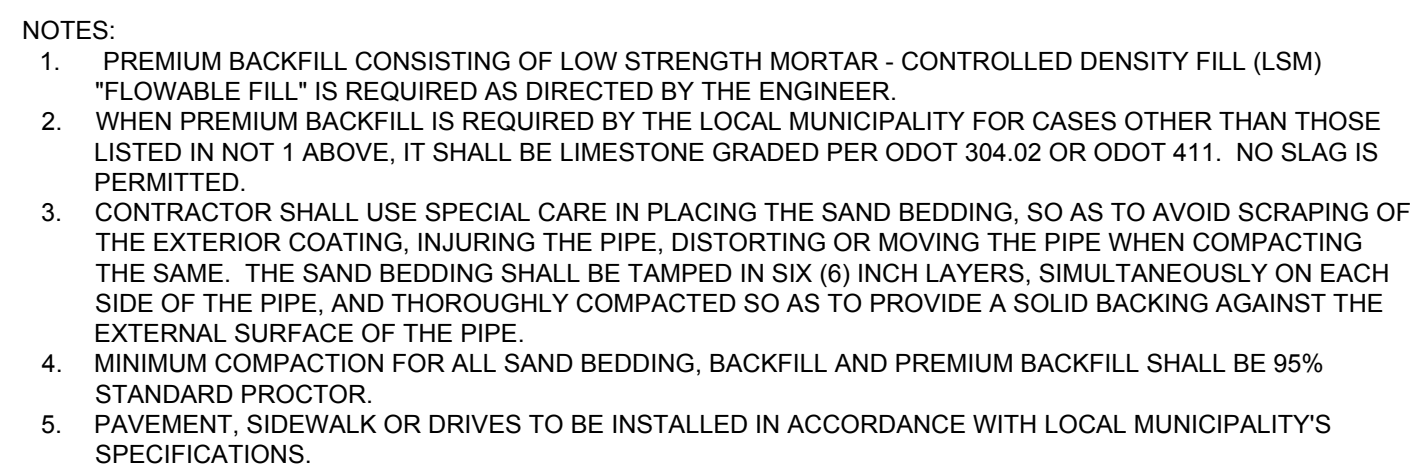 NOTES:
1. PREMIUM BACKFILL CONSISTING OF LOW STRENGTH MORTAR - CONTROLLED DENSITY FILL (LSM)
"FLOWABLE FILL" IS REQUIRED AS DIRECTED BY THE ENGINEER.
2. WHEN PREMIUM BACKFILL IS REQUIRED BY THE LOCAL MUNICIPALITY FOR CASES OTHER THAN THOSE
LISTED IN NOT 1 ABOVE, IT SHALL BE LIMESTONE GRADED PER ODOT 304.02 OR ODOT 411. NO SLAG IS
PERMITTED.
3. CONTRACTOR SHALL USE SPECIAL CARE IN PLACING THE SAND BEDDING, SO AS TO AVOID SCRAPING OF
THE EXTERIOR COATING, INJURING THE PIPE, DISTORTING OR MOVING THE PIPE WHEN COMPACTING
THE SAME. THE SAND BEDDING SHALL BE TAMPED IN SIX (6) INCH LAYERS, SIMULTANEOUSLY ON EACH
SIDE OF THE PIPE, AND THOROUGHLY COMPACTED SO AS TO PROVIDE A SOLID BACKING AGAINST THE
EXTERNAL SURFACE OF THE PIPE.
4. MINIMUM COMPACTION FOR ALL SAND BEDDING, BACKFILL AND PREMIUM BACKFILL SHALL BE 95%
STANDARD PROCTOR.
5. PAVEMENT, SIDEWALK OR DRIVES TO BE INSTALLED IN ACCORDANCE WITH LOCAL MUNICIPALITY'S
SPECIFICATIONS.